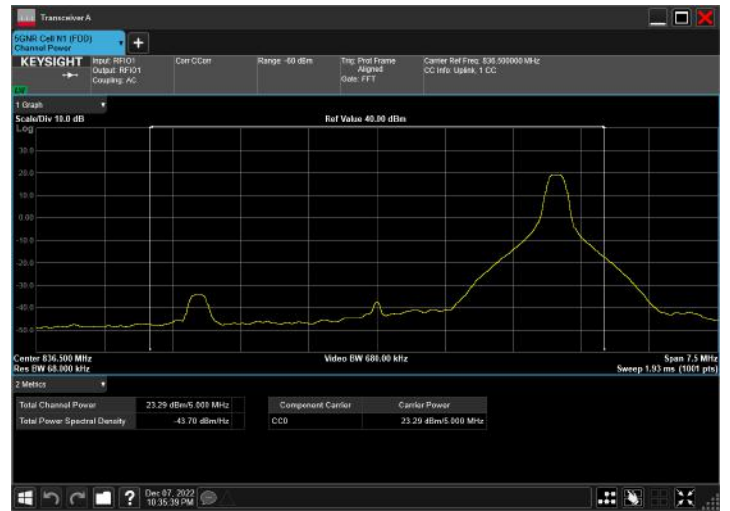 Transceiver A
5GNR Cell N1 (FDD)
Channel Power
KEYSIGHT
Input: RFIO1
Output: RFIO1
Coupling: AC
Corr CCorr
Range -60 dBm
Trig: Prot Frame
Aligned
Gate: FFT
Carrier Ref Freq: 836.500000 MHz
CC Info: Uplink, 1 CC
1 Graph
Scale/Div 10.0 dB
Ref Value 40.00 dBm
Log
30.0
20.0
10.0
0.00
-10.0
-20.0
-30.0
-40.0
-50.0
Center 836.500 MHz
Video BW 680.00 kHz
Span 7.5 MHz
Res BW 68.000 kHz
Sweep 1.93 ms (1001 pts)
2 Metrics
Total Channel Power
23.29 dBm/5.000 MHz
Total Power Spectral Density
-43.70 dBm/Hz
Component Carrier
Carrier Power
CC0
23.29 dBm/5.000 MHz
?
Dec 07, 2022
10:35:39 PM